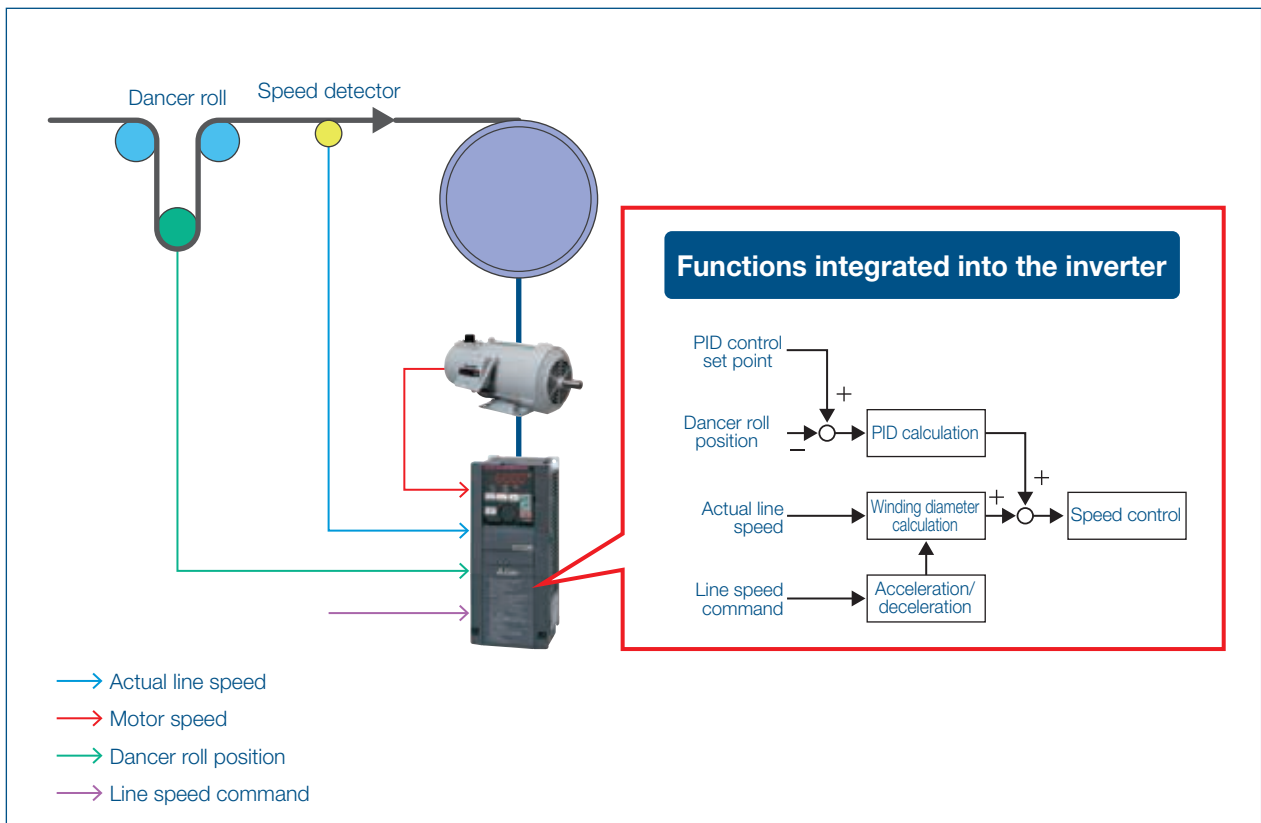 Dancer roll
Speed detector
Functions integrated into the inverter
PID control
set point
+
Dancer roll
position
−
PID calculation
+
Actual line
speed
Winding diameter
calculation
+
Speed control
Line speed
command
Acceleration/
deceleration
Actual line speed
Motor speed
Dancer roll position
Line speed command